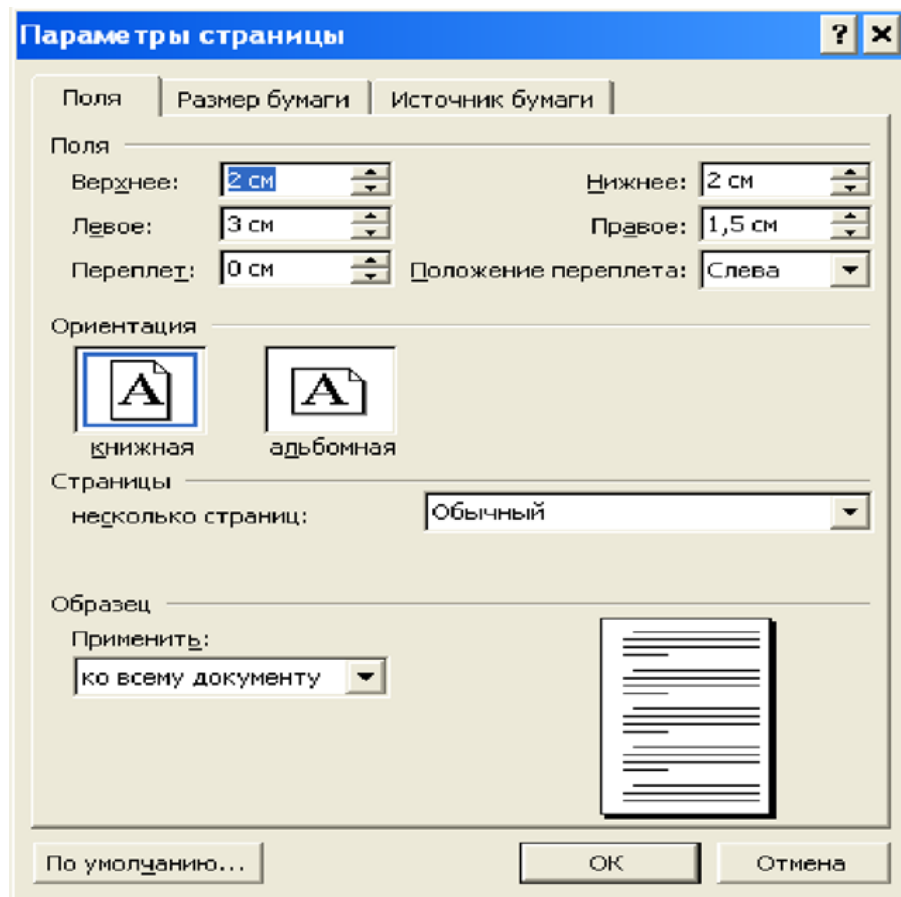 Параметры страницы ? ×
Поля Размер бумаги Источник бумаги
Поля
Верхнее: 2 см Нижнее: 2 см
Левое: 3 см Правое: 1,5 см
Переплет: 0 см Положение переплета: Слева
Ориентация
A A
книжная альбомная
Страницы
несколько страниц: Обычный
Образец
Применить:
ко всему документу
По умолчанию... ОК Отмена